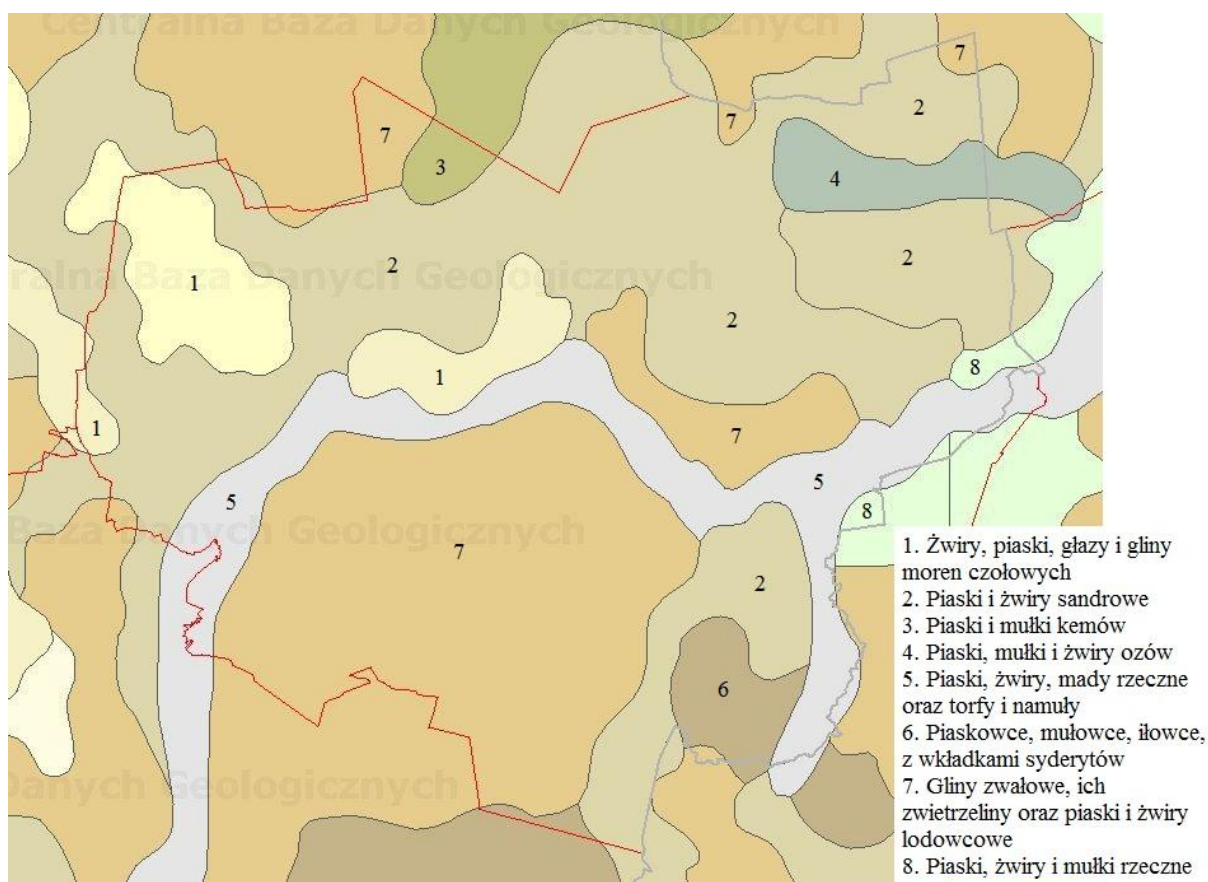 Centralna Baza Danych Geologicznych
7
7
2
7
7
3
4
2
1
2
ralna Baza Danych Geologicznych
2
1
8
1
7
5
5
8
Baza Danych Geologicznych
7
2
6
Danych Geologicznych
1. Żwiry, piaski, głazy i gliny
moren czołowych
2. Piaski i żwiry sandrowe
3. Piaski i mułki kemów
4. Piaski, mułki i żwiry ozów
5. Piaski, żwiry, mady rzeczne
oraz torfy i namuły
6. Piaskowce, mułowce, iłowce,
z wkładkami syderytów
7. Gliny zwałowe, ich
zwietrzeliny oraz piaski i żwiry
lodowcowe
8. Piaski, żwiry i mułki rzeczne